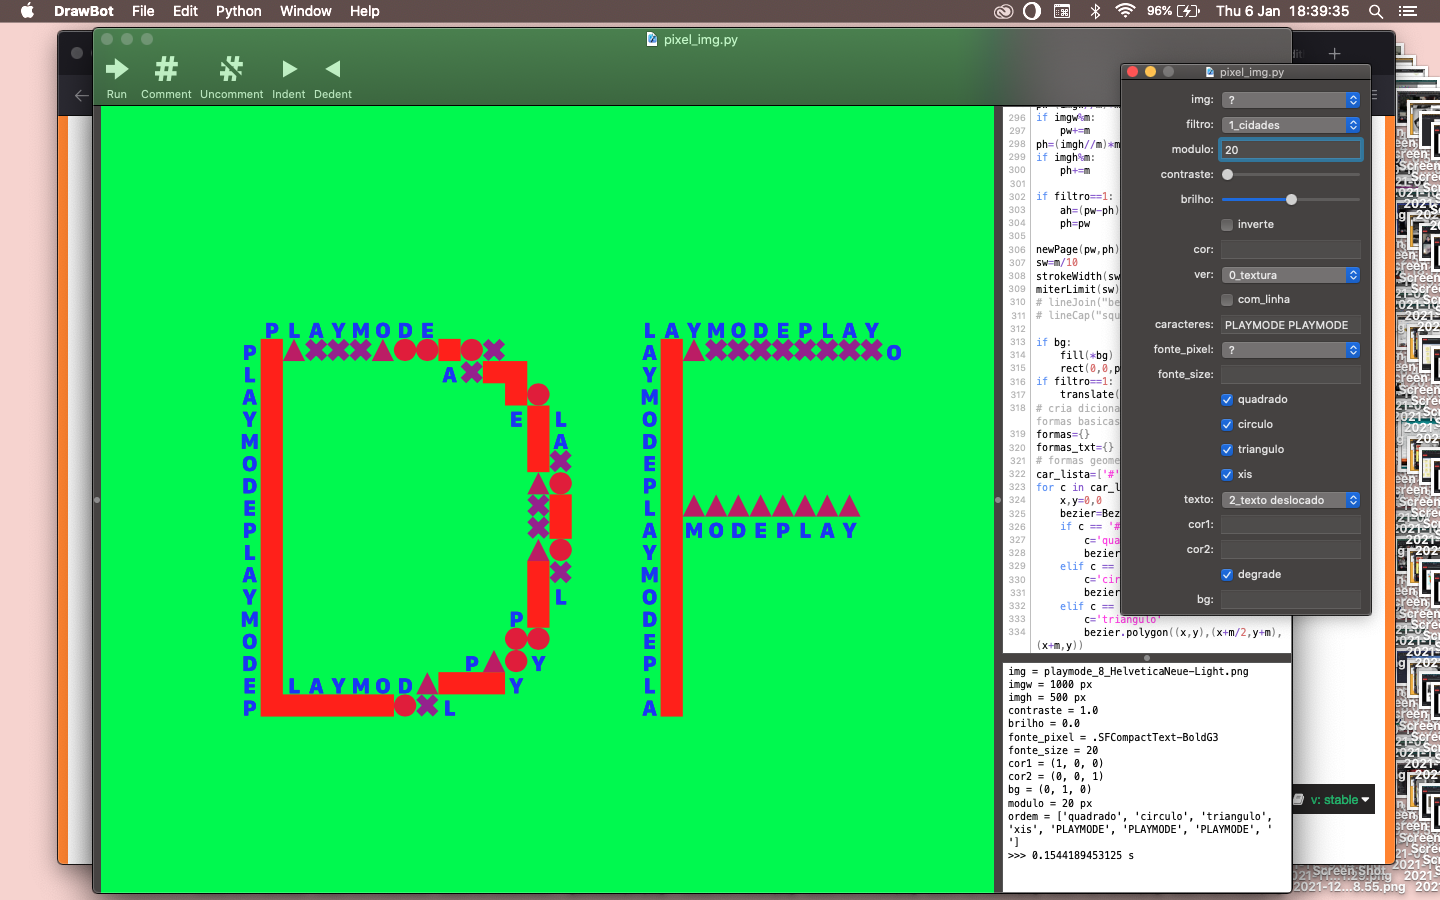 DrawBot File Edit Python Window Help
96% Thu 6 Jan 18:39:35
pixel_img.py
Run Comment Uncomment Indent Dedent
PLAYMODE
P
L
A
Y
M
O
D
E
P
L
A
Y
M
O
D
E
P
A
E L
A
L
P
P Y
LAYMOD Y
L
LAYMODEPLAY
O
A
Y
M
O
D
E
P
L
A
Y
M
O
D
E
P
L
A
MODEPLAY
296 if imgw%m:
297 pw+=m
298 ph=(imgh//m)*m
299 if imgh%m:
300 ph+=m
301
302 if filtro==1:
303 ah=(pw-ph)
304 ph=pw
305
306 newPage(pw,ph)
307 sw=m/10
308 strokeWidth(sw
309 miterLimit(sw)
310 # lineJoin("be
311 # lineCap("squ
312
313 if bg:
314 fill(*bg)
315 rect(0,0,p
316 if filtro==1:
317 translate(
318 # cria diciona
formas basicas
319 formas={}
320 formas_txt={}
321 # formas geome
322 car_lista=['#'
323 for c in car_l
324 x,y=0,0
325 bezier=Bez
326 if c == '#
327 c='qua
328 bezier
329 elif c ==
330 c='cir
331 bezier
332 elif c ==
333 c='triangulo'
334 bezier.polygon((x,y),(x+m/2,y+m),
(x+m,y))
pixel_img.py
img: ?
filtro: 1_cidades
modulo: 20
contraste:
brilho:
inverte
cor:
ver: 0_textura
com_linha
caracteres: PLAYMODE PLAYMODE
fonte_pixel: ?
fonte_size:
quadrado
circulo
triangulo
xis
texto: 2_texto deslocado
cor1:
cor2:
degrade
bg:
img = playmode_8_HelveticaNeue-Light.png
imgw = 1000 px
imgh = 500 px
contraste = 1.0
brilho = 0.0
fonte_pixel = .SFCompactText-BoldG3
fonte_size = 20
cor1 = (1, 0, 0)
cor2 = (0, 0, 1)
bg = (0, 1, 0)
modulo = 20 px
ordem = ['quadrado', 'circulo', 'triangulo',
'xis', 'PLAYMODE', 'PLAYMODE', 'PLAYMODE', '
']
>>> 0.1544189453125 s
v: stable
Screen Shot
2021-12...8.55.png